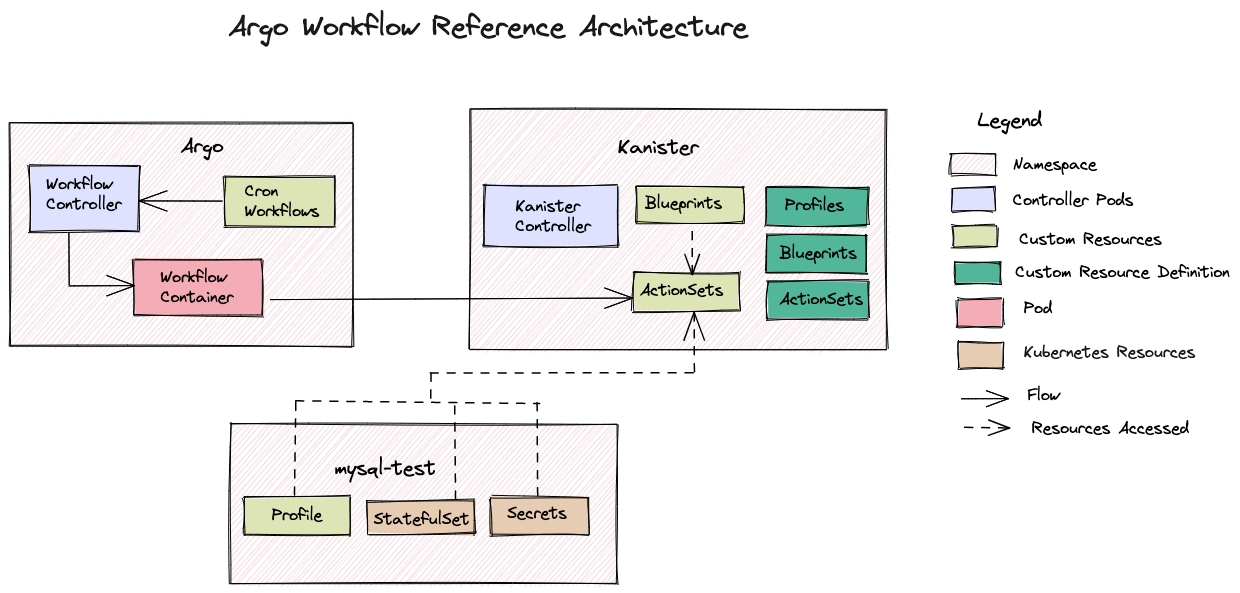 Argo Workflow Reference Architecture
Argo
Workflow
Controller
Cron
Workflows
Workflow
Container
Kanister
Kanister
Controller
Blueprints
ActionSets
Profiles
Blueprints
ActionSets
mysql-test
Profile
StatefulSet
Secrets
Legend
Namespace
Controller Pods
Custom Resources
Custom Resource Definition
Pod
Kubernetes Resources
Flow
Resources Accessed